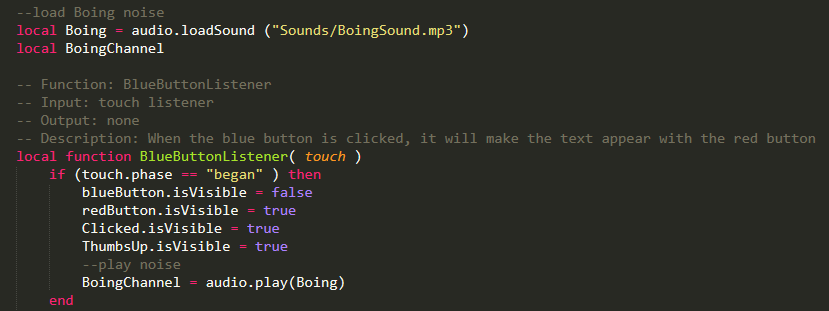 --load Boing noise
local Boing = audio.loadSound ("Sounds/BoingSound.mp3")
local BoingChannel

-- Function: BlueButtonListener
-- Input: touch listener
-- Output: none
-- Description: When the blue button is clicked, it will make the text appear with the red button
local function BlueButtonListener( touch )
    if (touch.phase == "began" ) then
        blueButton.isVisible = false
        redButton.isVisible = true
        Clicked.isVisible = true
        ThumbsUp.isVisible = true
        --play noise
        BoingChannel = audio.play(Boing)
    end